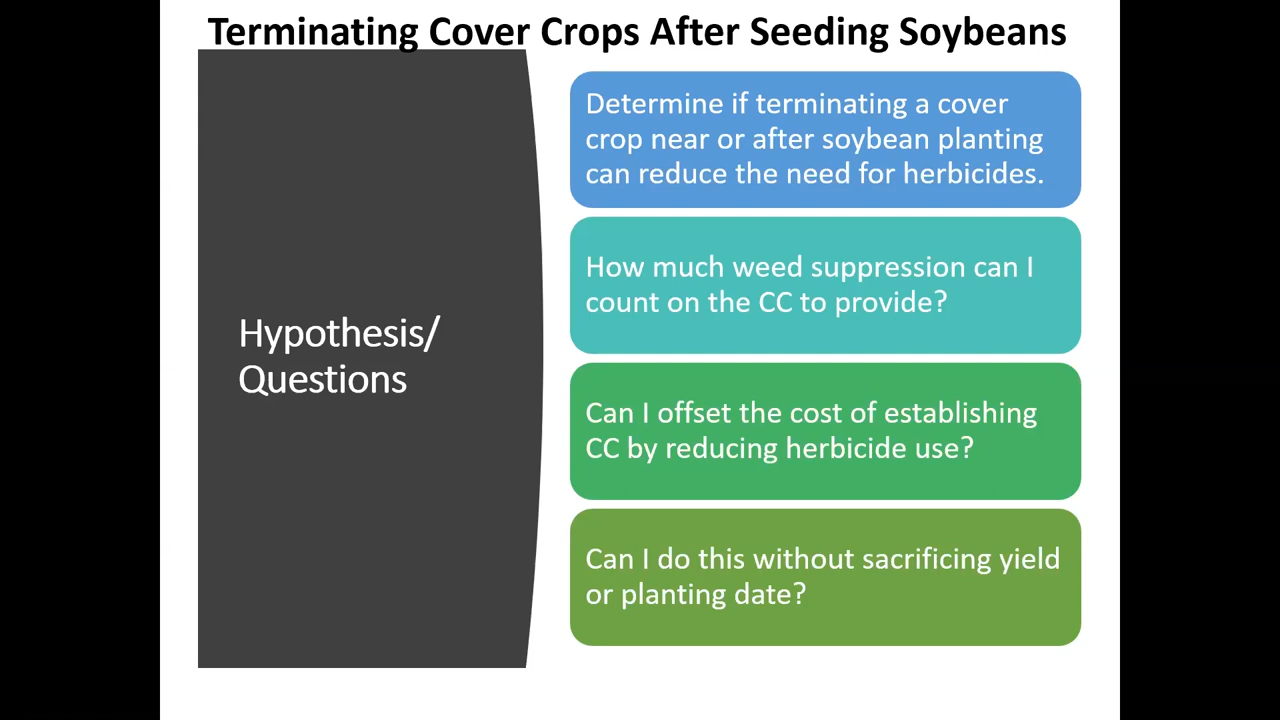 Terminating Cover Crops After Seeding Soybeans
Hypothesis/
Questions
Determine if terminating a cover
crop near or after soybean planting
can reduce the need for herbicides.
How much weed suppression can I
count on the CC to provide?
Can I offset the cost of establishing
CC by reducing herbicide use?
Can I do this without sacrificing yield
or planting date?